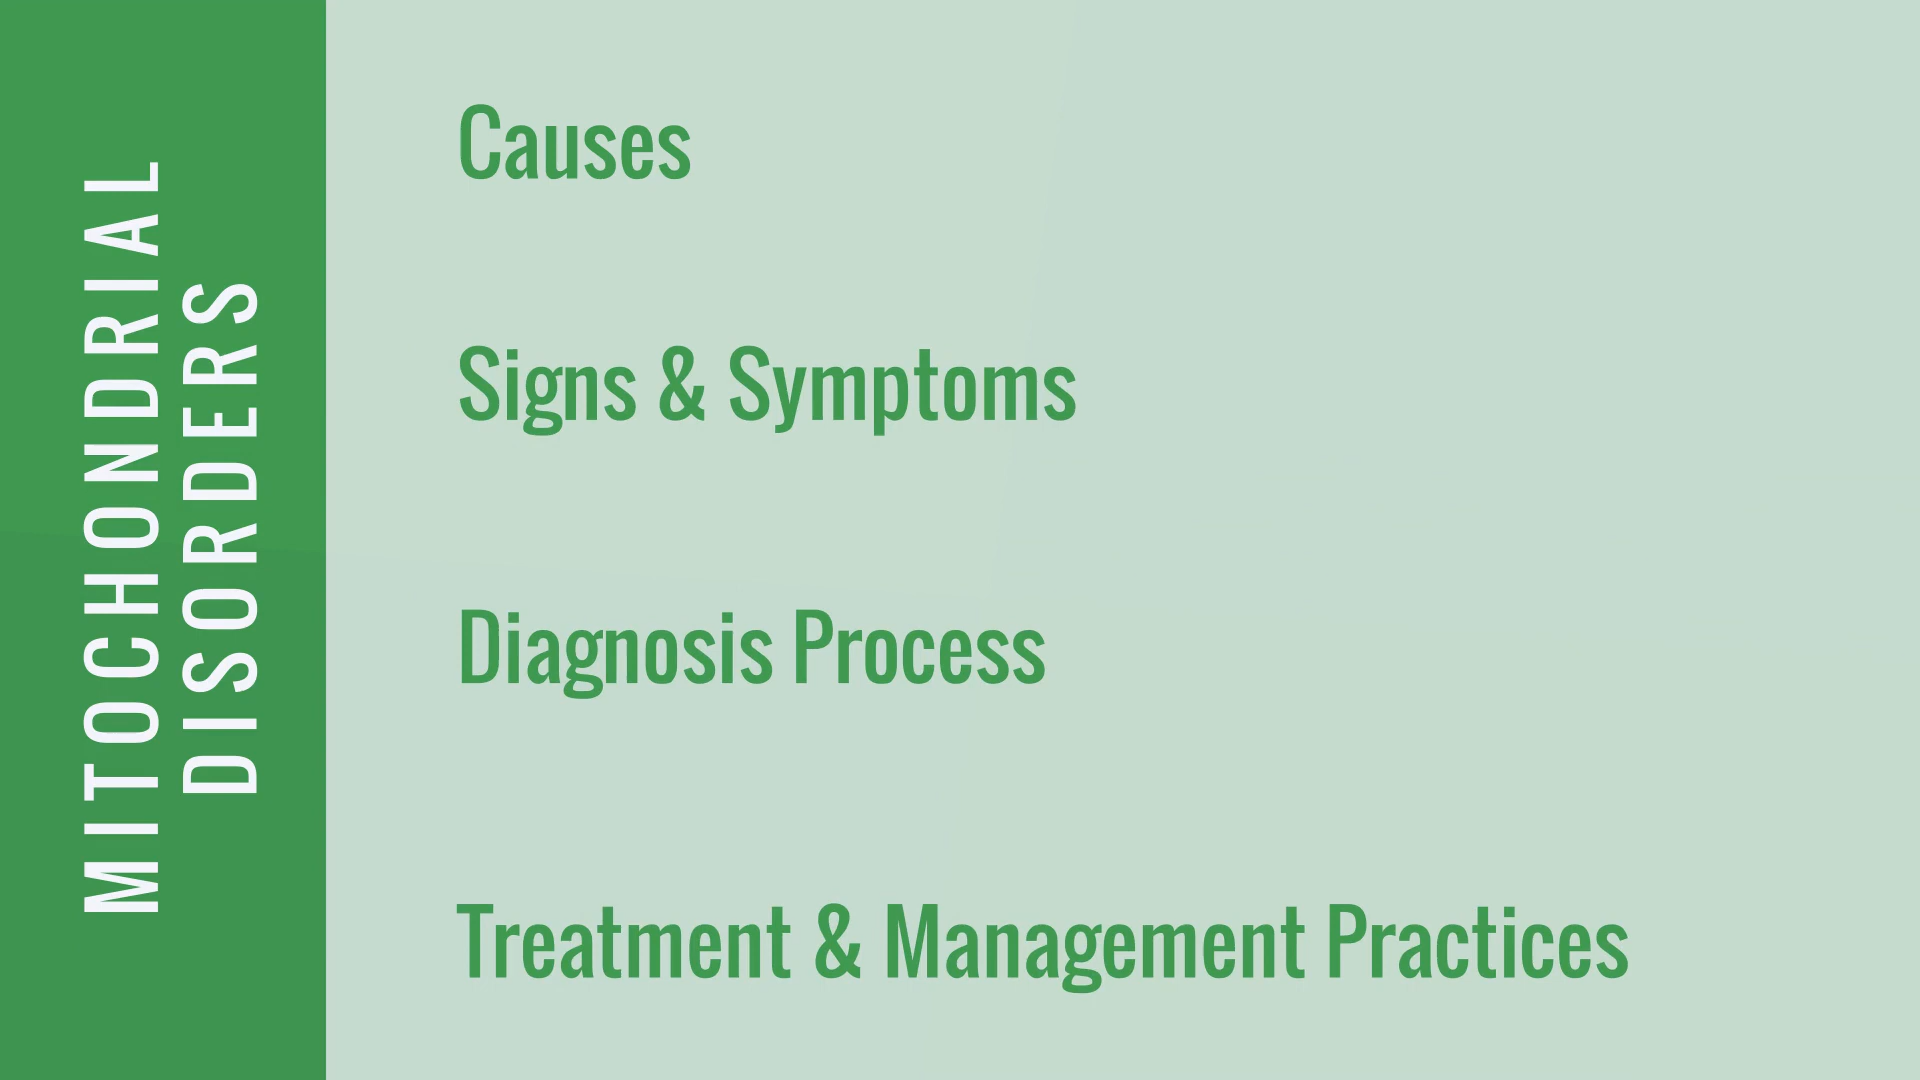 MITOCHONDRIAL
DISORDERS
Causes
Signs & Symptoms
Diagnosis Process
Treatment & Management Practices